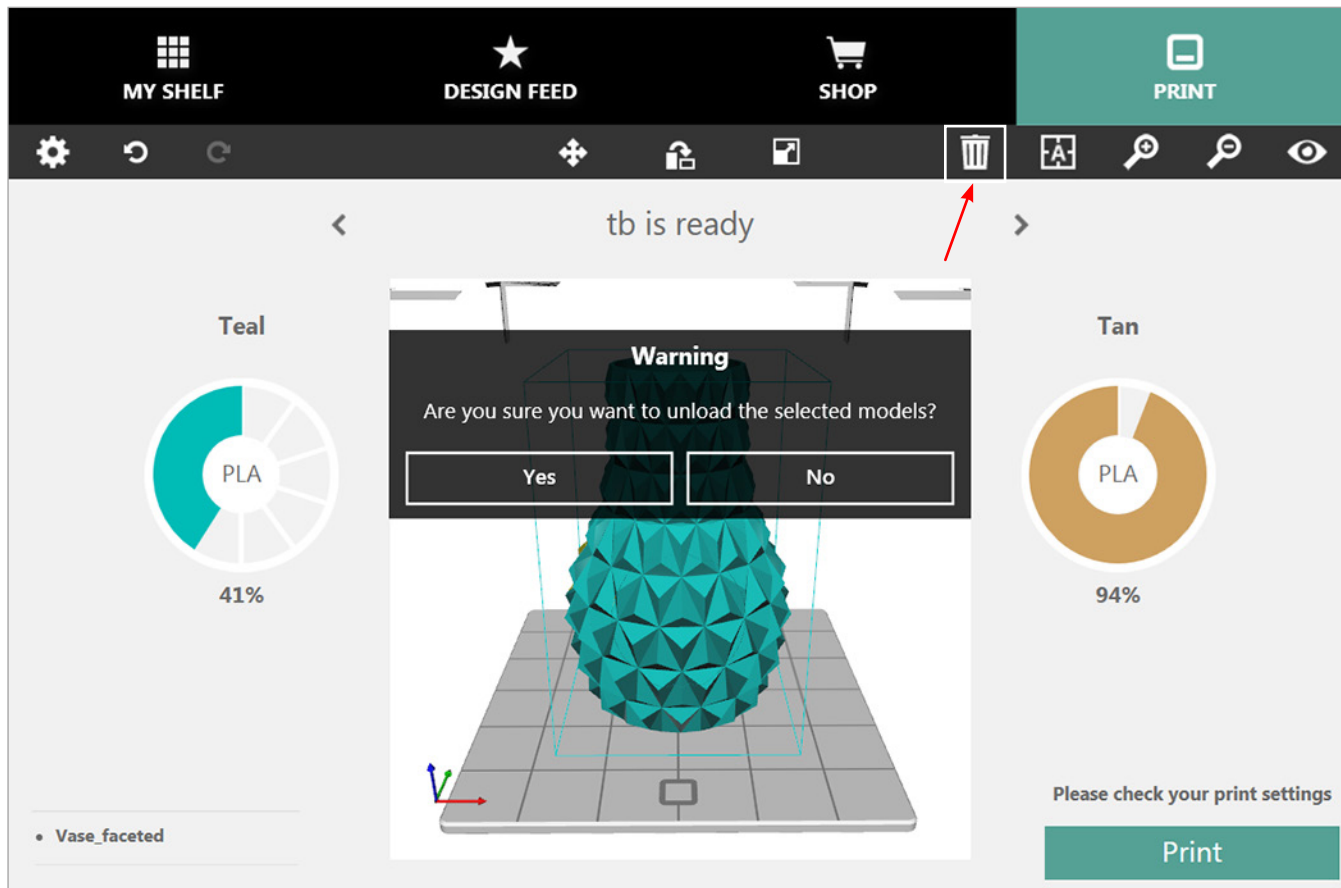 MY SHELF
DESIGN FEED
SHOP
PRINT
A
tb is ready
Teal
PLA
41%
Warning
Are you sure you want to unload the selected models?
Yes
No
Tan
PLA
94%
Vase_faceted
Please check your print settings
Print